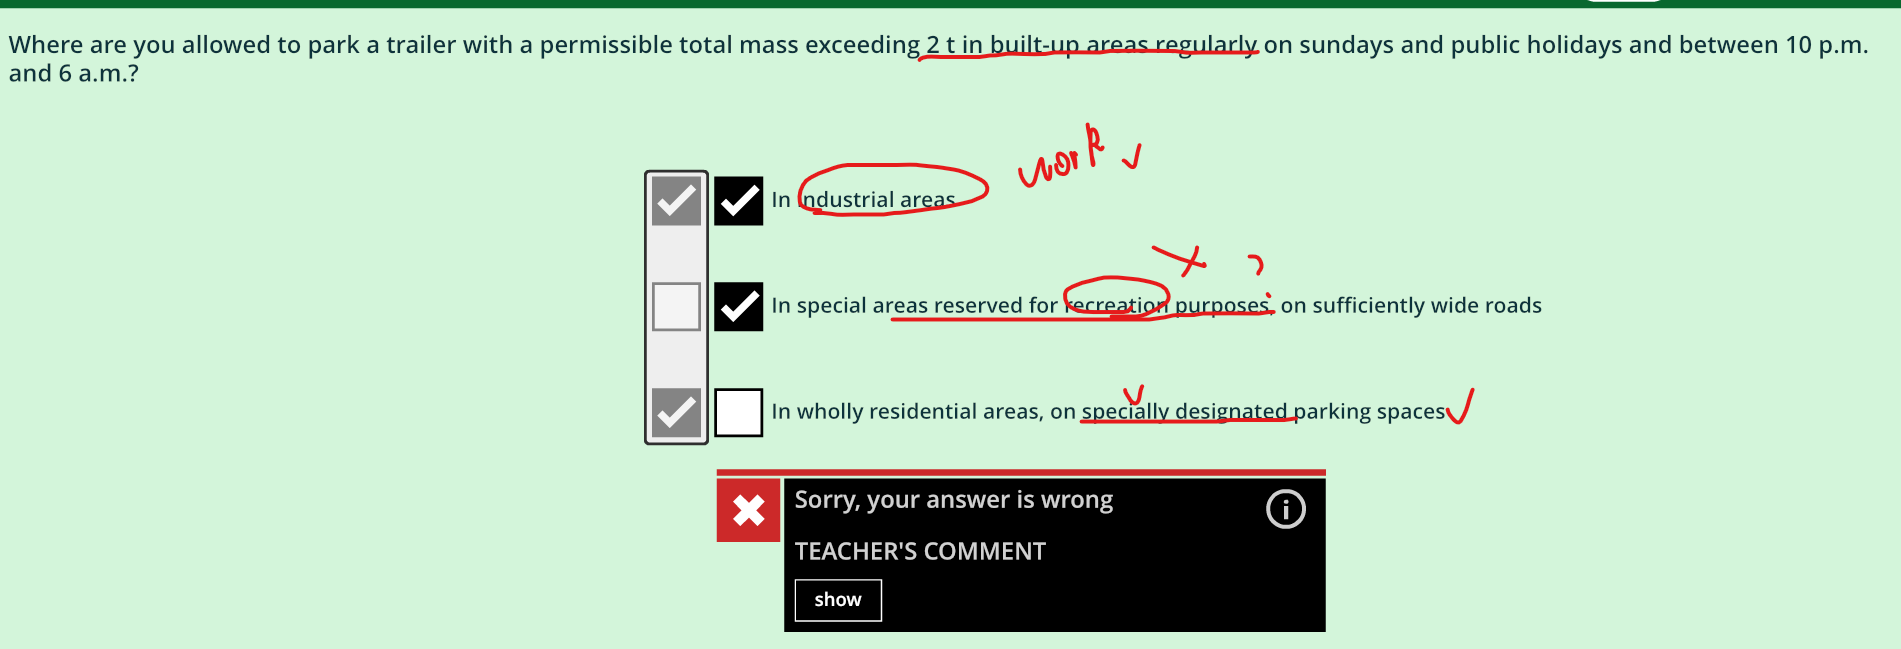 Where are you allowed to park a trailer with a permissible total mass exceeding 2 t in built-up areas regularly on sundays and public holidays and between 10 p.m.
and 6 a.m.?
work
In industrial areas
?
In special areas reserved for recreation purposes, on sufficiently wide roads
In wholly residential areas, on specially designated parking spaces
Sorry, your answer is wrong
TEACHER'S COMMENT
show